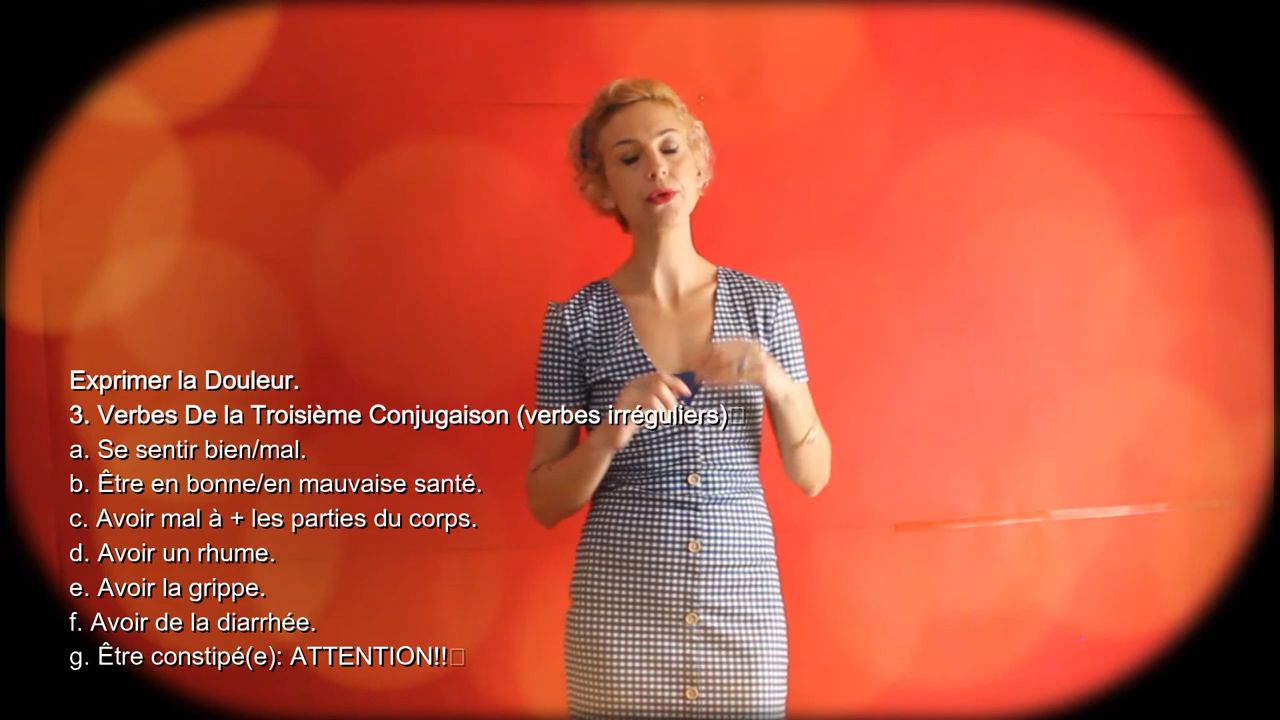 Exprimer la Douleur.
3. Verbes De la Troisième Conjugaison (verbes irréguliers)
a. Se sentir bien/mal.
b. Être en bonne/en mauvaise santé.
c. Avoir mal à + les parties du corps.
d. Avoir un rhume.
e. Avoir la grippe.
f. Avoir de la diarrhée.
g. Être constipé(e): ATTENTION!!